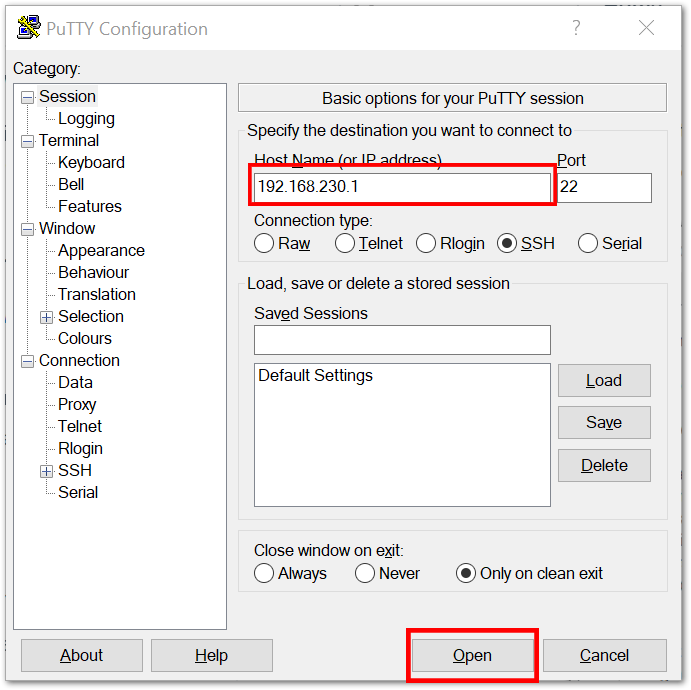 PuTTY Configuration
?
Category:
Session
Logging
Terminal
Keyboard
Bell
Features
Window
Appearance
Behaviour
Translation
Selection
Colours
Connection
Data
Proxy
Telnet
Rlogin
SSH
Serial
Basic options for your PuTTY session
Specify the destination you want to connect to
Host Name (or IP address) Port
192.168.230.1 22
Connection type:
Raw Telnet Rlogin SSH Serial
Load, save or delete a stored session
Saved Sessions
Default Settings
Load
Save
Delete
Close window on exit:
Always Never Only on clean exit
About Help Open Cancel